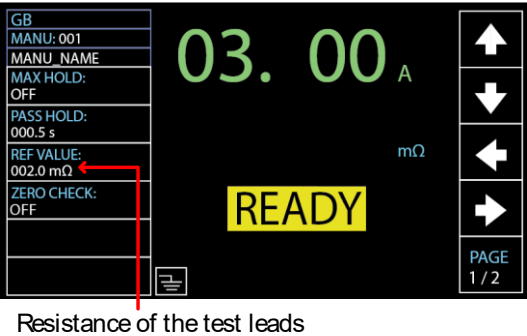 GB
MANU: 001
MANU_NAME
MAX HOLD:
OFF
PASS HOLD:
000.5 s
REF VALUE:
002.0 mΩ
ZERO CHECK:
OFF
03. 00 A
mΩ
READY
PAGE
1 / 2
Resistance of the test leads